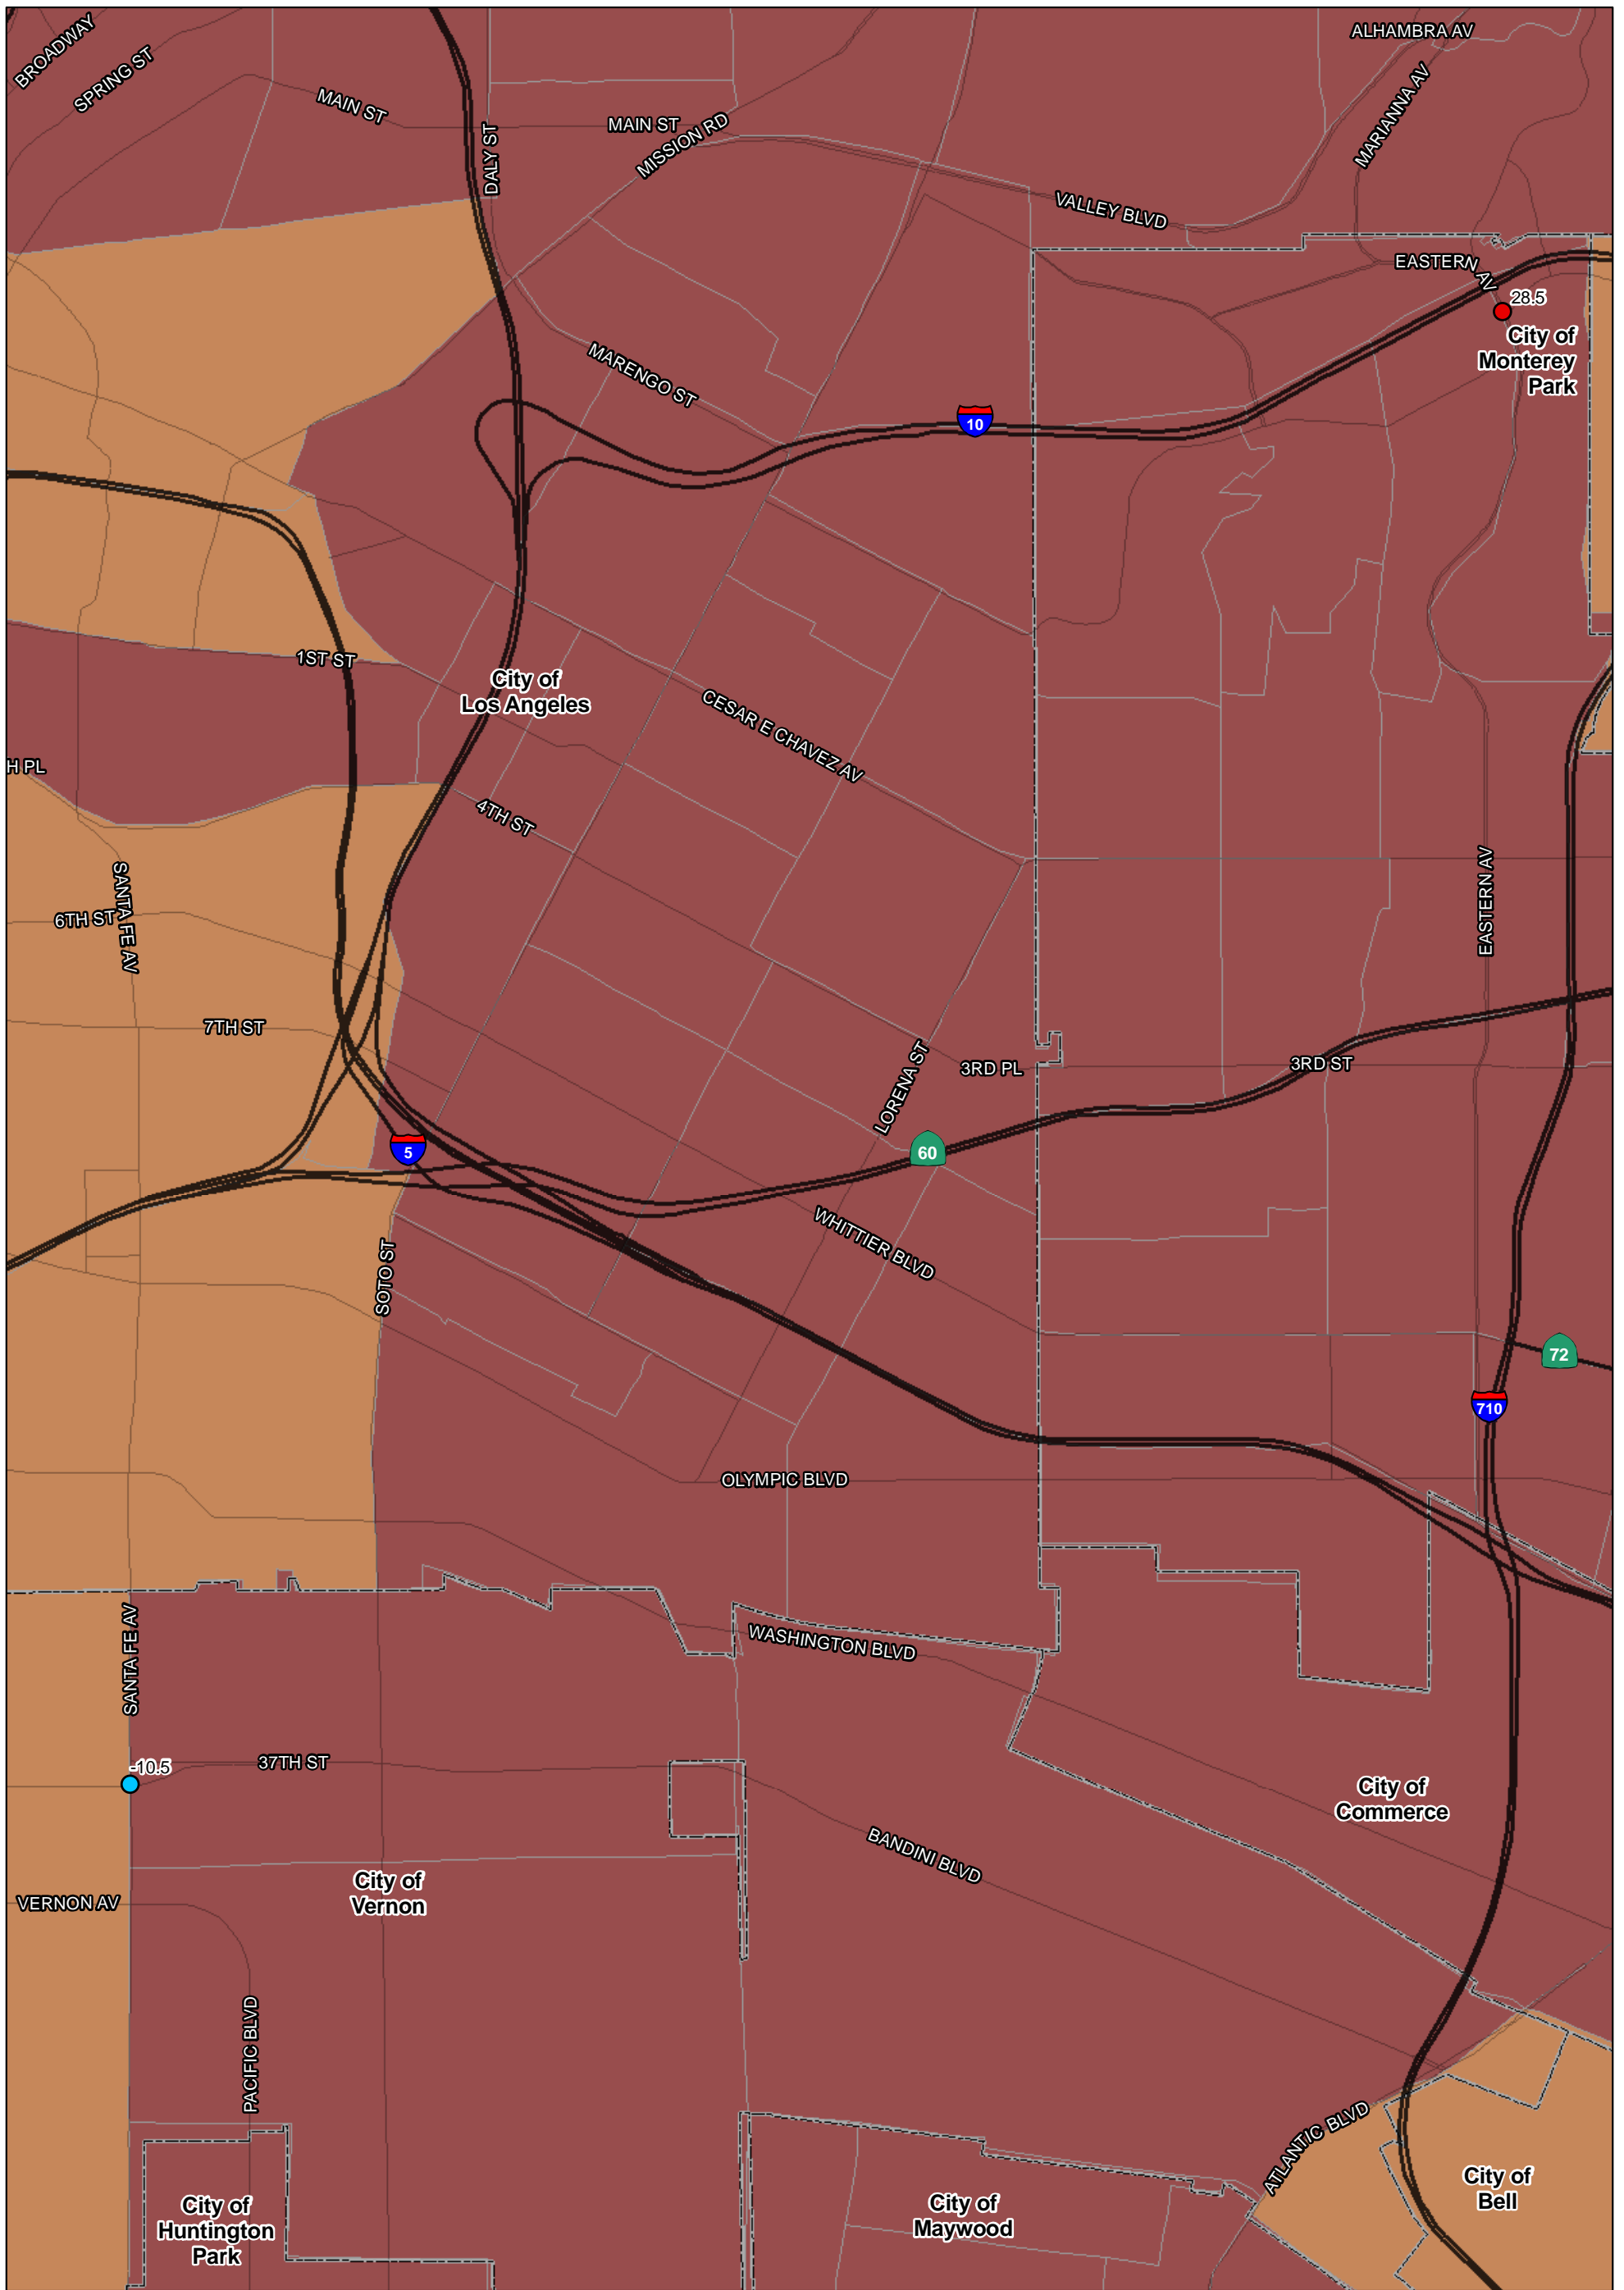 BROADWAY
SPRING ST
MAIN ST
DALY ST
MAIN ST
MISSION RD
ALHAMBRA AV
MARIANNA AV
VALLEY BLVD
EASTERN AV
28.5
City of
Monterey
Park
MARENGO ST
10
1ST ST
City of
Los Angeles
CESAR E CHAVEZ AV
H PL
4TH ST
SANTA FE AV
6TH ST
EASTERN AV
7TH ST
LORENA ST
3RD PL
3RD ST
5
60
WHITTIER BLVD
SOTO ST
72
710
OLYMPIC BLVD
SANTA FE AV
WASHINGTON BLVD
37TH ST
-10.5
City of
Commerce
BANDINI BLVD
City of
Vernon
VERNON AV
PACIFIC BLVD
ATLANTIC BLVD
City of
Bell
City of
Huntington
Park
City of
Maywood